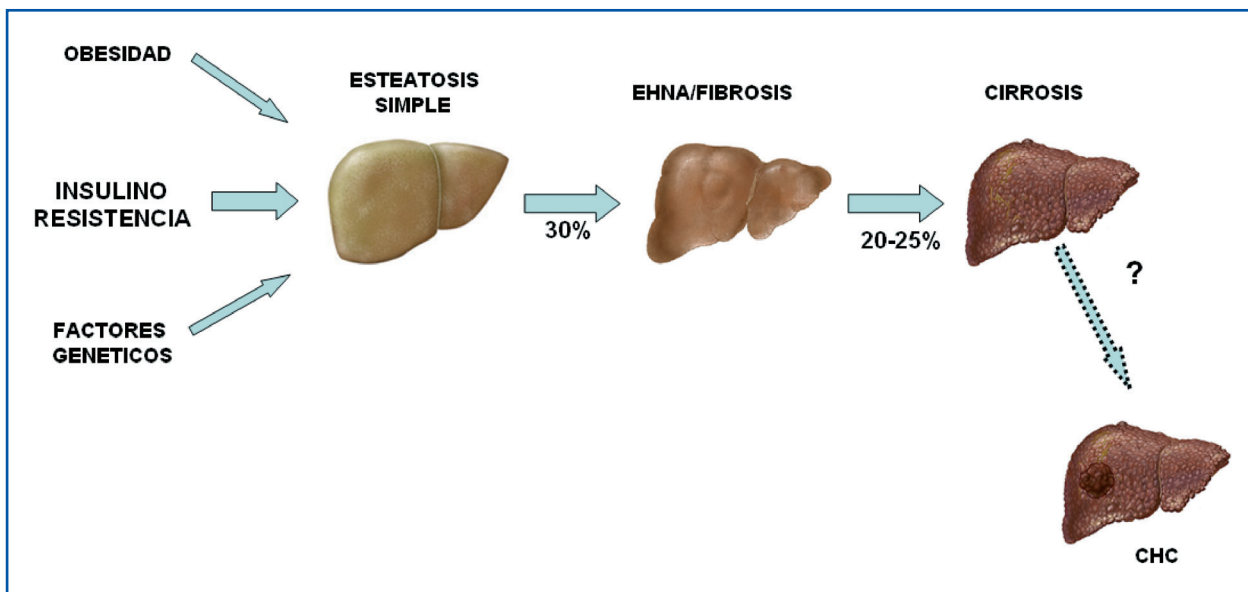 OBESIDAD
INSULINO
RESISTENCIA
FACTORES
GENETICOS
ESTEATOSIS
SIMPLE
30%
EHNA/FIBROSIS
20-25%
CIRROSIS
?
CHC